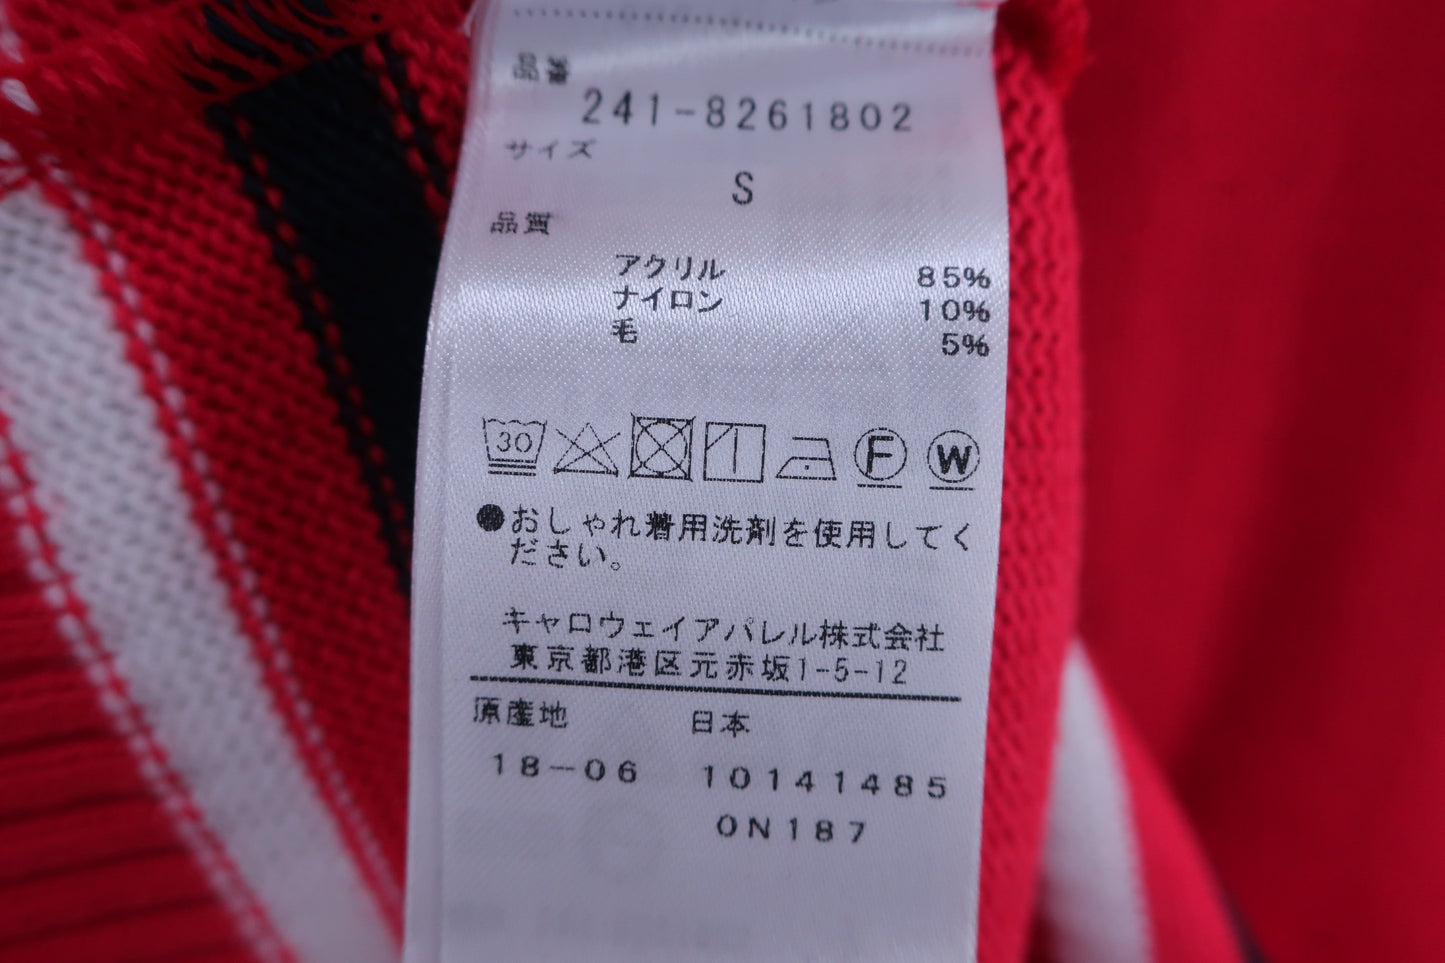 品番
241-8261802
サイズ
S
品質
アクリル 85%
ナイロン 10%
毛 5%
30 F W
●おしゃれ着用洗剤を使用してく
ださい。
キャロウェイアパレル株式会社
東京都港区元赤坂1-5-12
原産地 日本
18-06 10141485
0N187